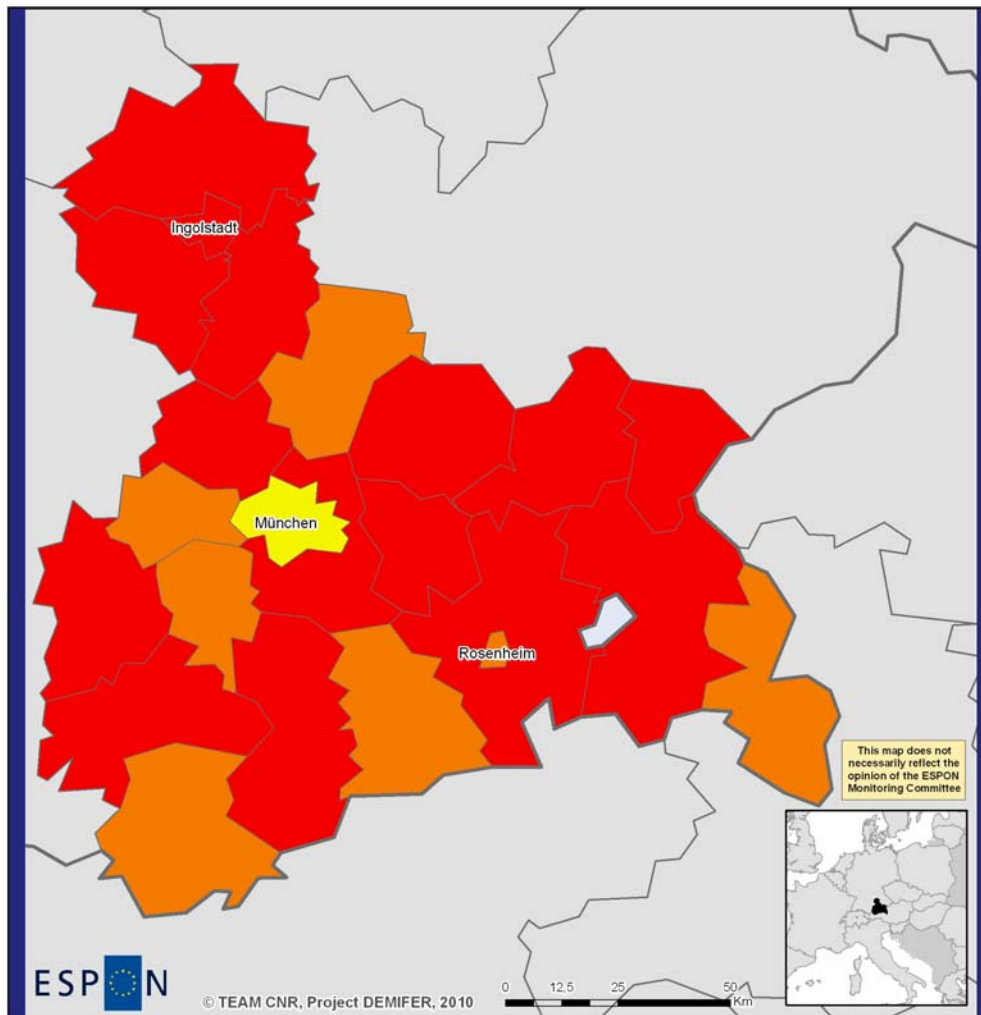 Ingolstadt
München
Rosenheim
This map does not
necessarily reflect the
opinion of the ESPON
Monitoring Committee
ESPON
© TEAM CNR, Project DEMIFER, 2010
0 12,5 25 50
Km